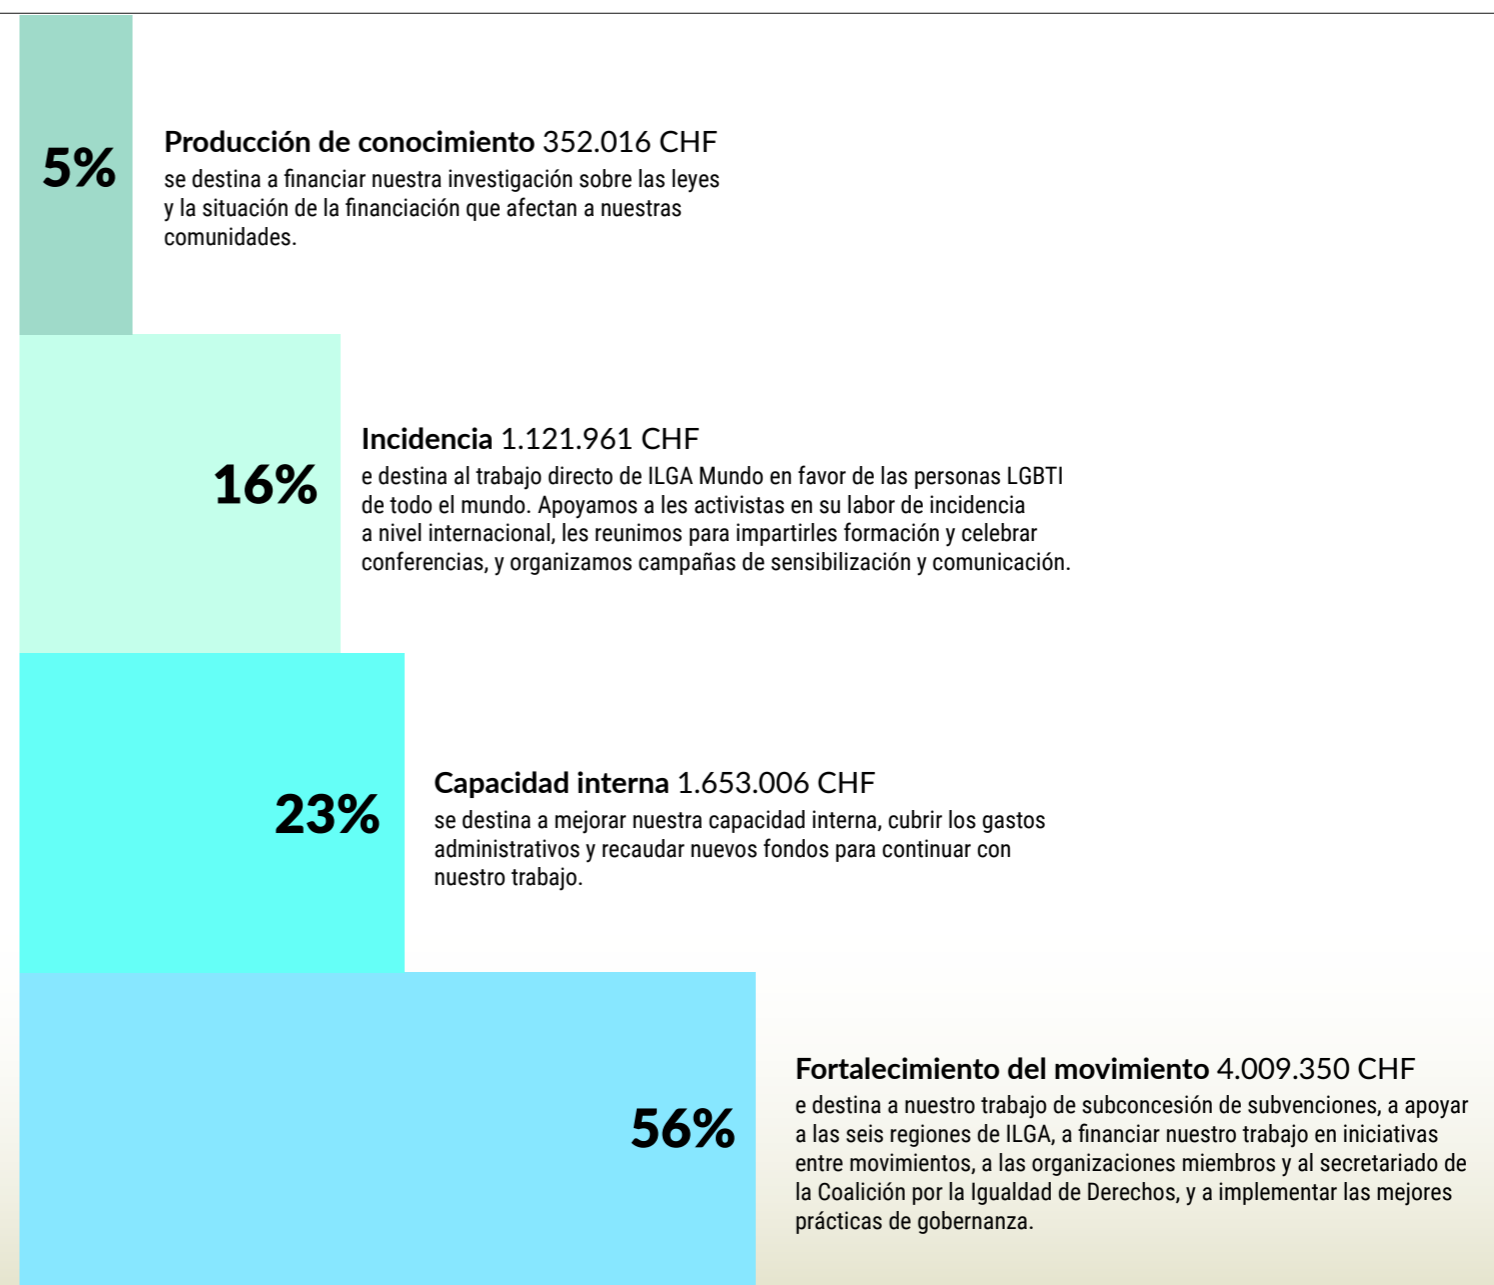 5%
Producción de conocimiento 352.016 CHF
se destina a financiar nuestra investigación sobre las leyes
y la situación de la financiación que afectan a nuestras
comunidades.
16%
Incidencia 1.121.961 CHF
e destina al trabajo directo de ILGA Mundo en favor de las personas LGBTI
de todo el mundo. Apoyamos a les activistas en su labor de incidencia
a nivel internacional, les reunimos para impartirles formación y celebrar
conferencias, y organizamos campañas de sensibilización y comunicación.
23%
Capacidad interna 1.653.006 CHF
se destina a mejorar nuestra capacidad interna, cubrir los gastos
administrativos y recaudar nuevos fondos para continuar con
nuestro trabajo.
56%
Fortalecimiento del movimiento 4.009.350 CHF
e destina a nuestro trabajo de subconcesión de subvenciones, a apoyar
a las seis regiones de ILGA, a financiar nuestro trabajo en iniciativas
entre movimientos, a las organizaciones miembros y al secretariado de
la Coalición por la Igualdad de Derechos, y a implementar las mejores
prácticas de gobernanza.